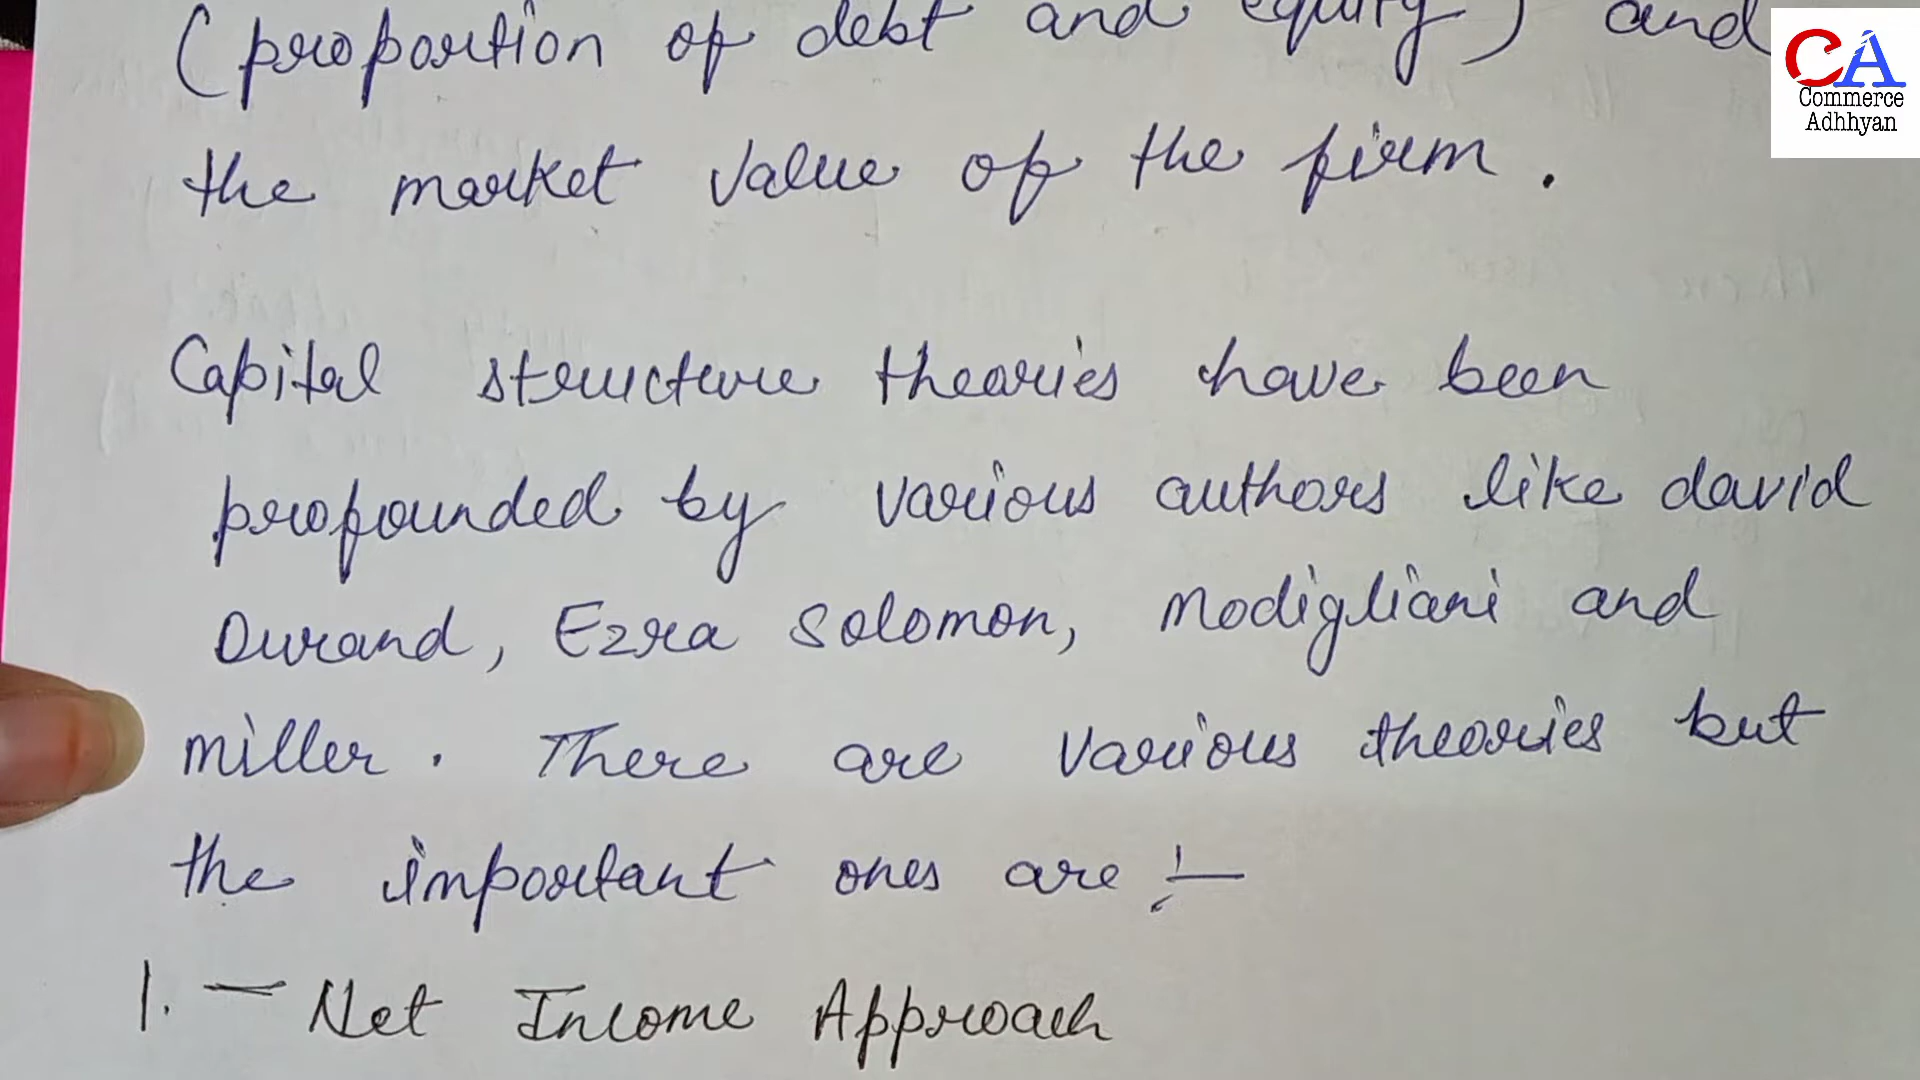 (proportion of debt and equity) and
CA
Commerce
Adhhyan
the market value of the firm.
Capital structure theories have been
profounded by various authors like david
Durand, Ezra Solomon, Modigliani and
miller. There are various theories but
the important ones are :-
1. - Net Income Approach